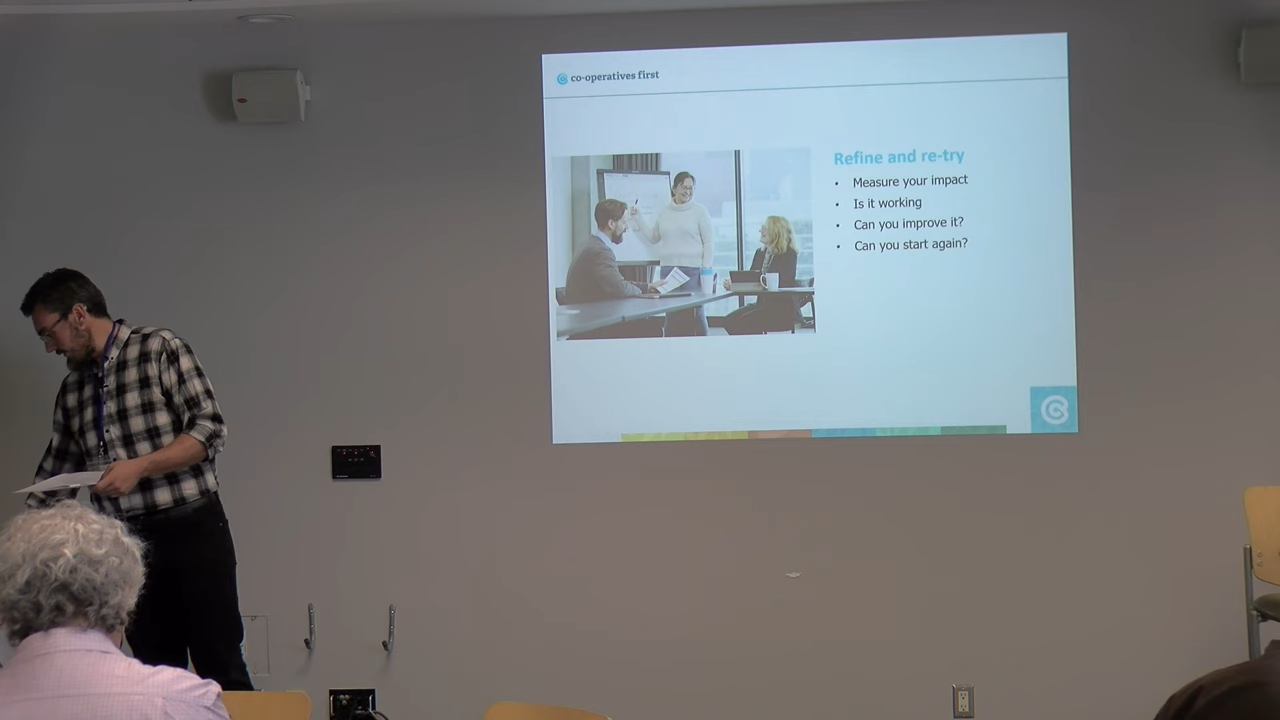 co-operatives first
Refine and re-try
• Measure your impact
• Is it working
• Can you improve it?
• Can you start again?